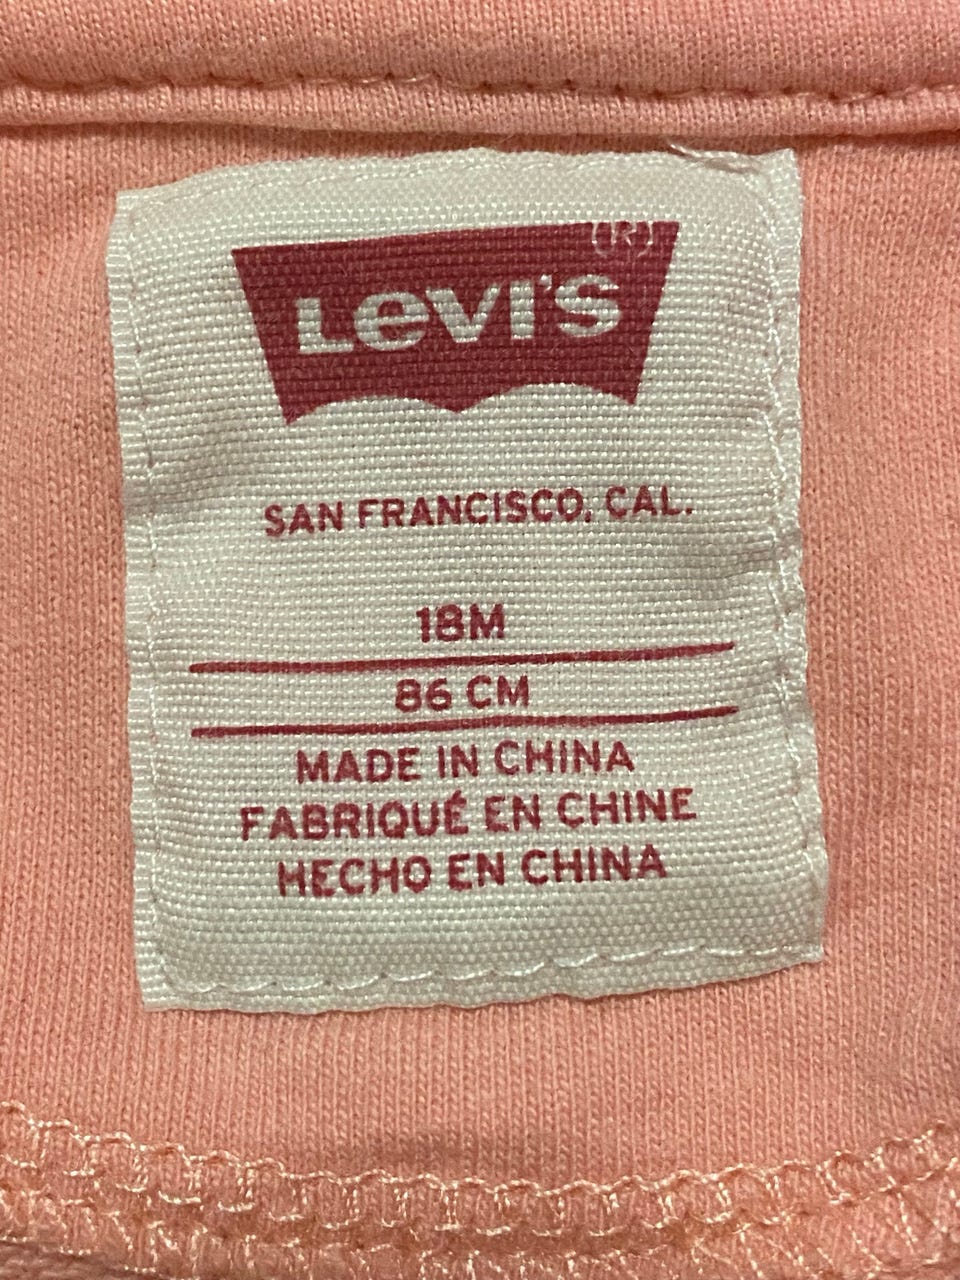 (R)
Levi's
SAN FRANCISCO, CAL.
18M
86 CM
MADE IN CHINA
FABRIQUÉ EN CHINE
HECHO EN CHINA